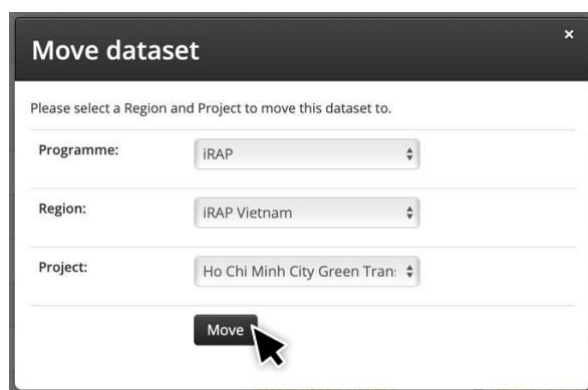 Move dataset
×
Please select a Region and Project to move this dataset to.
Programme: iRAP
Region: iRAP Vietnam
Project: Ho Chi Minh City Green Tran
Move